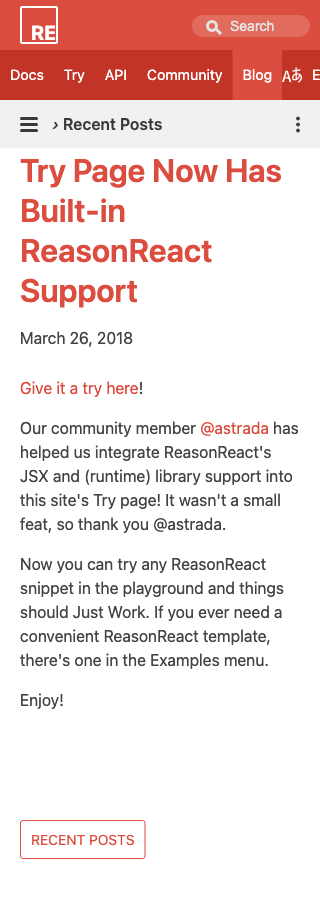 RE
Search
Docs Try API Community Blog Aあ E
› Recent Posts
Try Page Now Has
Built-in
ReasonReact
Support
March 26, 2018
Give it a try here!
Our community member @astrada has
helped us integrate ReasonReact's
JSX and (runtime) library support into
this site's Try page! It wasn't a small
feat, so thank you @astrada.
Now you can try any ReasonReact
snippet in the playground and things
should Just Work. If you ever need a
convenient ReasonReact template,
there's one in the Examples menu.
Enjoy!
RECENT POSTS